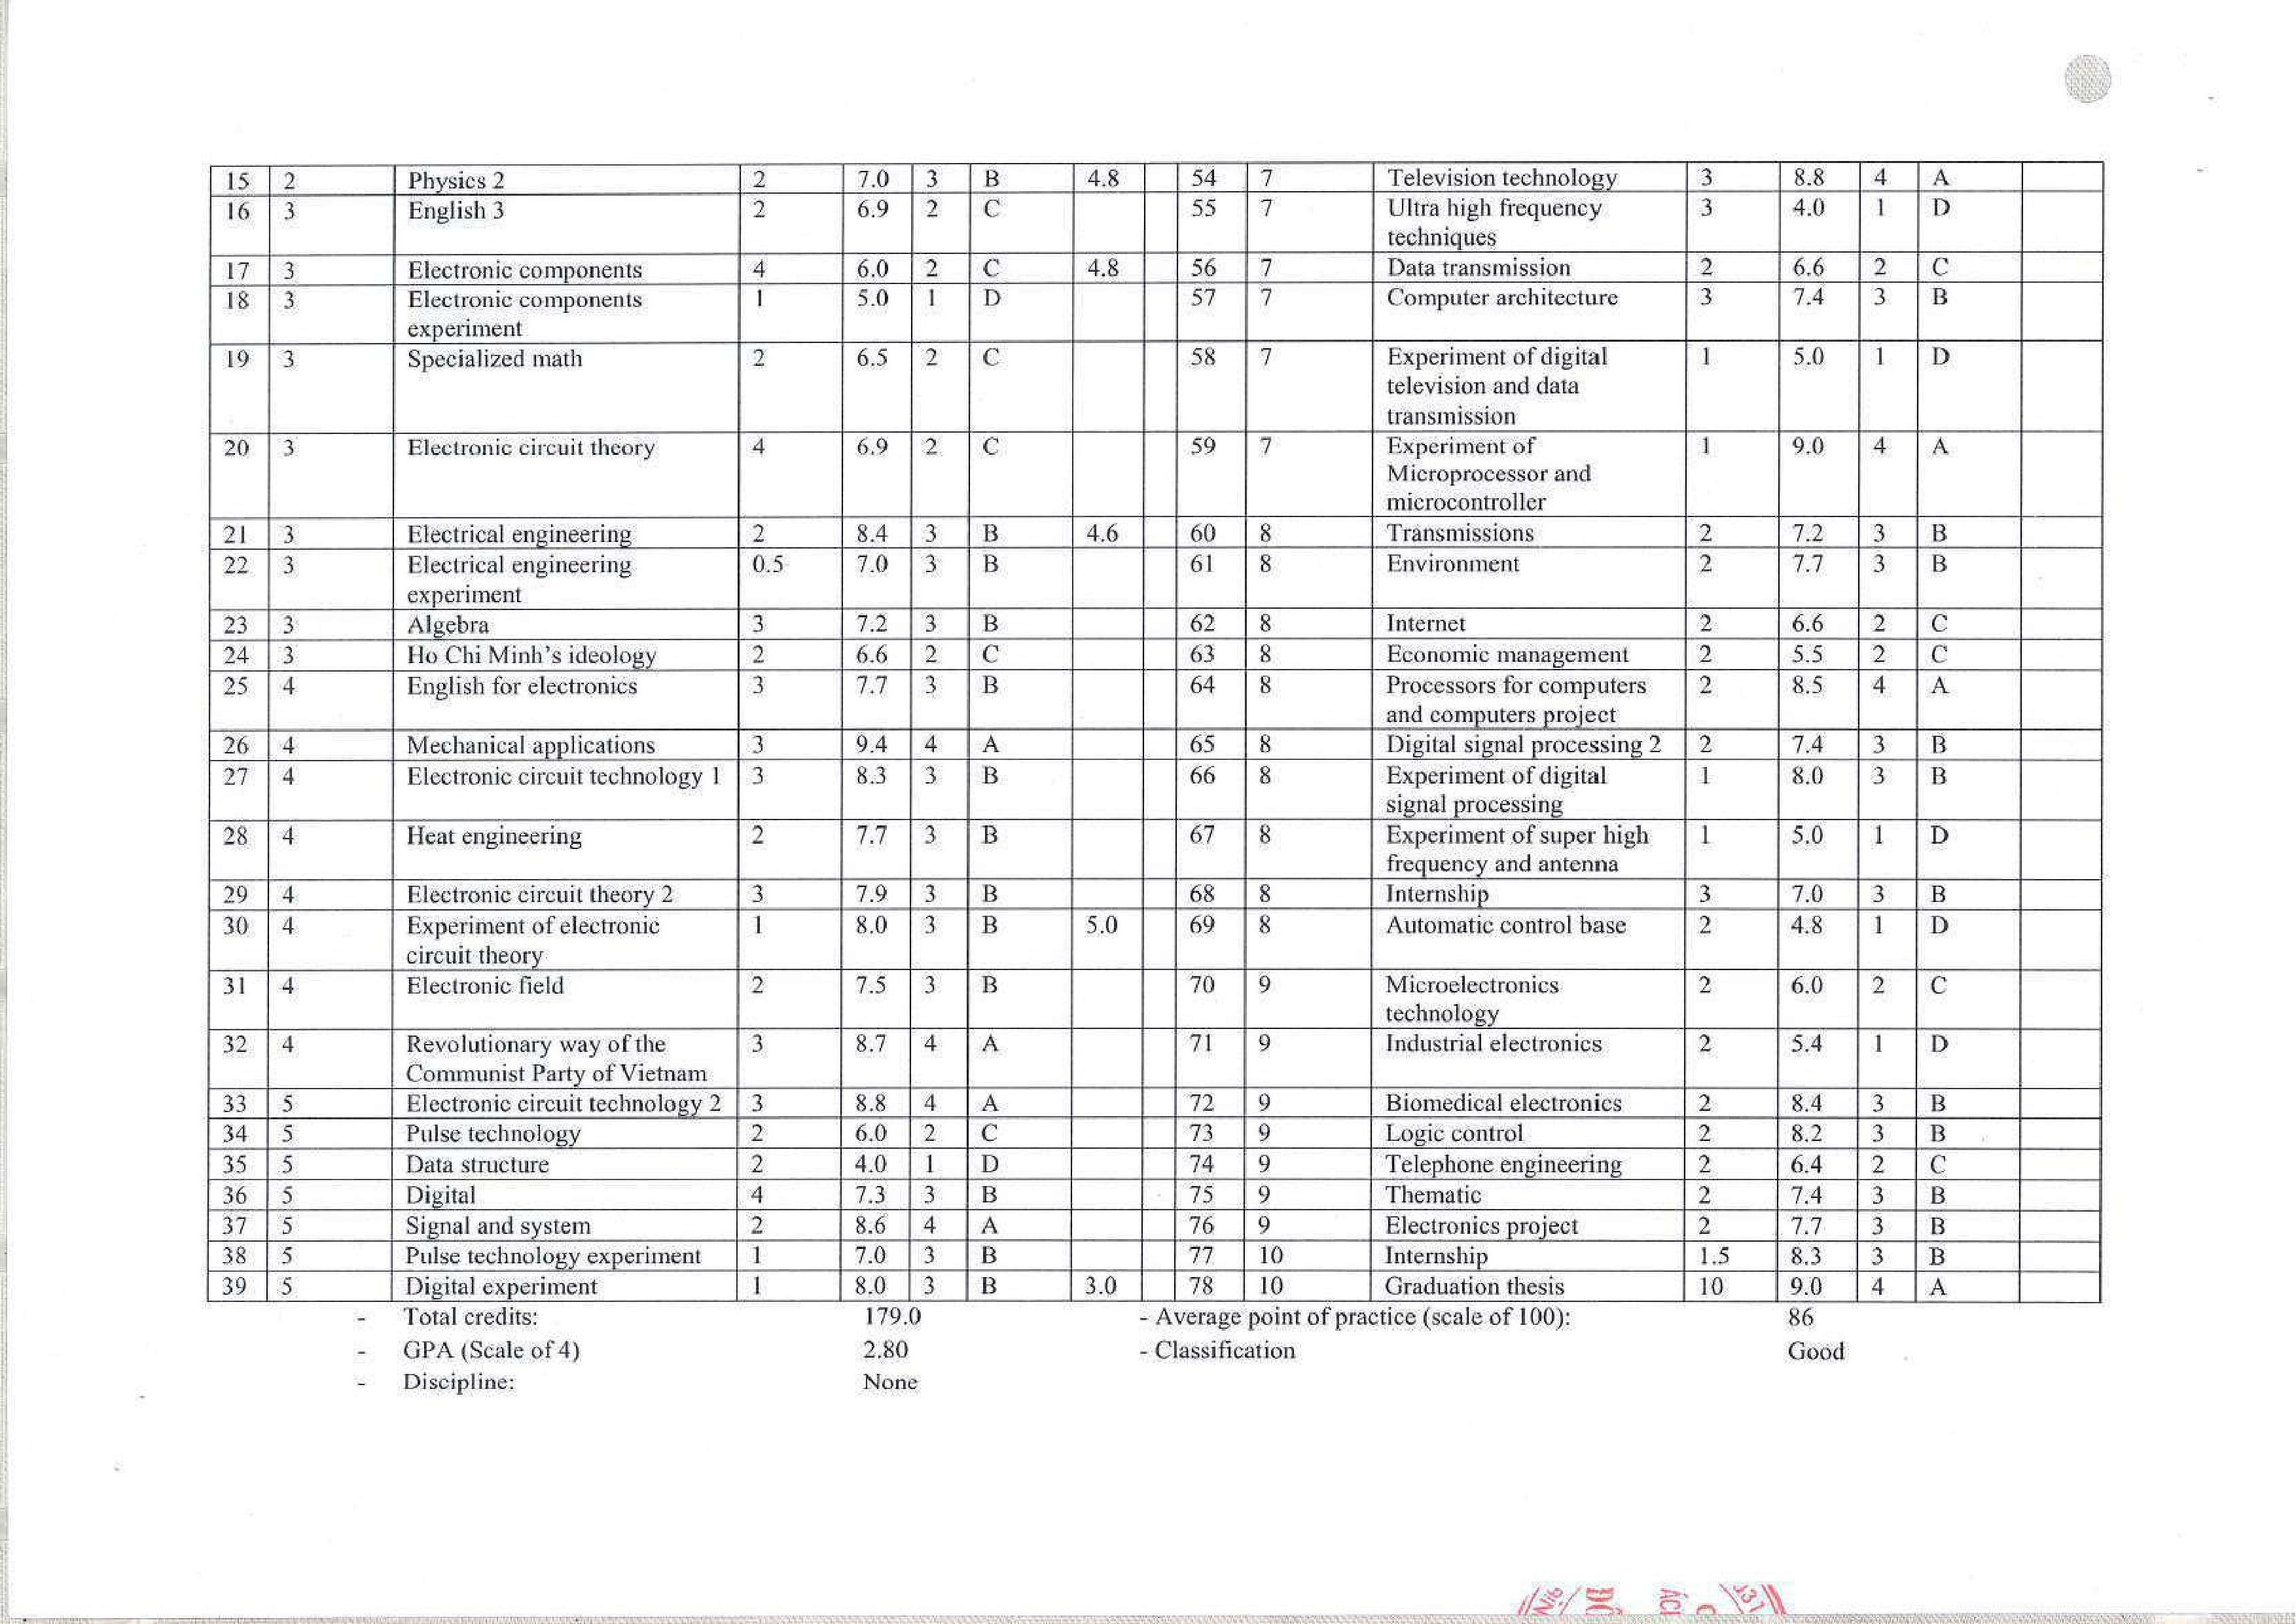 15 2 Physics 2 2 7.0 3 B 4.8 54 7 Television technology 3 8.8 4 A
16 3 English 3 2 6.9 2 C 55 7 Ultra high frequency 3 4.0 1 D
techniques
17 3 Electronic components 4 6.0 2 C 4.8 56 7 Data transmission 2 6.6 2 C
18 3 Electronic components 1 5.0 1 D 57 7 Computer architecture 3 7.4 3 B
experiment
19 3 Specialized math 2 6.5 2 C 58 7 Experiment of digital 1 5.0 1 D
television and data
transmission
20 3 Electronic circuit theory 4 6.9 2 C 59 7 Experiment of 1 9.0 4 A
Microprocessor and
microcontroller
21 3 Electrical engineering 2 8.4 3 B 4.6 60 8 Transmissions 2 7.2 3 B
22 3 Electrical engineering 0.5 7.0 3 B 61 8 Environment 2 7.7 3 B
experiment
23 3 Algebra 3 7.2 3 B 62 8 Internet 2 6.6 2 C
24 3 Ho Chi Minh's ideology 2 6.6 2 C 63 8 Economic management 2 5.5 2 C
25 4 English for electronics 3 7.7 3 B 64 8 Processors for computers 2 8.5 4 A
and computers project
26 4 Mechanical applications 3 9.4 4 A 65 8 Digital signal processing 2 2 7.4 3 B
27 4 Electronic circuit technology 1 3 8.3 3 B 66 8 Experiment of digital 1 8.0 3 B
signal processing
28 4 Heat engineering 2 7.7 3 B 67 8 Experiment of super high 1 5.0 1 D
frequency and antenna
29 4 Electronic circuit theory 2 3 7.9 3 B 68 8 Internship 3 7.0 3 B
30 4 Experiment of electronic 1 8.0 3 B 5.0 69 8 Automatic control base 2 4.8 1 D
circuit theory
31 4 Electronic field 2 7.5 3 B 70 9 Microelectronics 2 6.0 2 C
technology
32 4 Revolutionary way of the 3 8.7 4 A 71 9 Industrial electronics 2 5.4 1 D
Communist Party of Vietnam
33 5 Electronic circuit technology 2 3 8.8 4 A 72 9 Biomedical electronics 2 8.4 3 B
34 5 Pulse technology 2 6.0 2 C 73 9 Logic control 2 8.2 3 B
35 5 Data structure 2 4.0 1 D 74 9 Telephone engineering 2 6.4 2 C
36 5 Digital 4 7.3 3 B 75 9 Thematic 2 7.4 3 B
37 5 Signal and system 2 8.6 4 A 76 9 Electronics project 2 7.7 3 B
38 5 Pulse technology experiment 1 7.0 3 B 77 10 Internship 1.5 8.3 3 B
39 5 Digital experiment 1 8.0 3 B 3.0 78 10 Graduation thesis 10 9.0 4 A
- Total credits: 179.0 - Average point of practice (scale of 100): 86
- GPA (Scale of 4) 2.80 - Classification Good
- Discipline: None